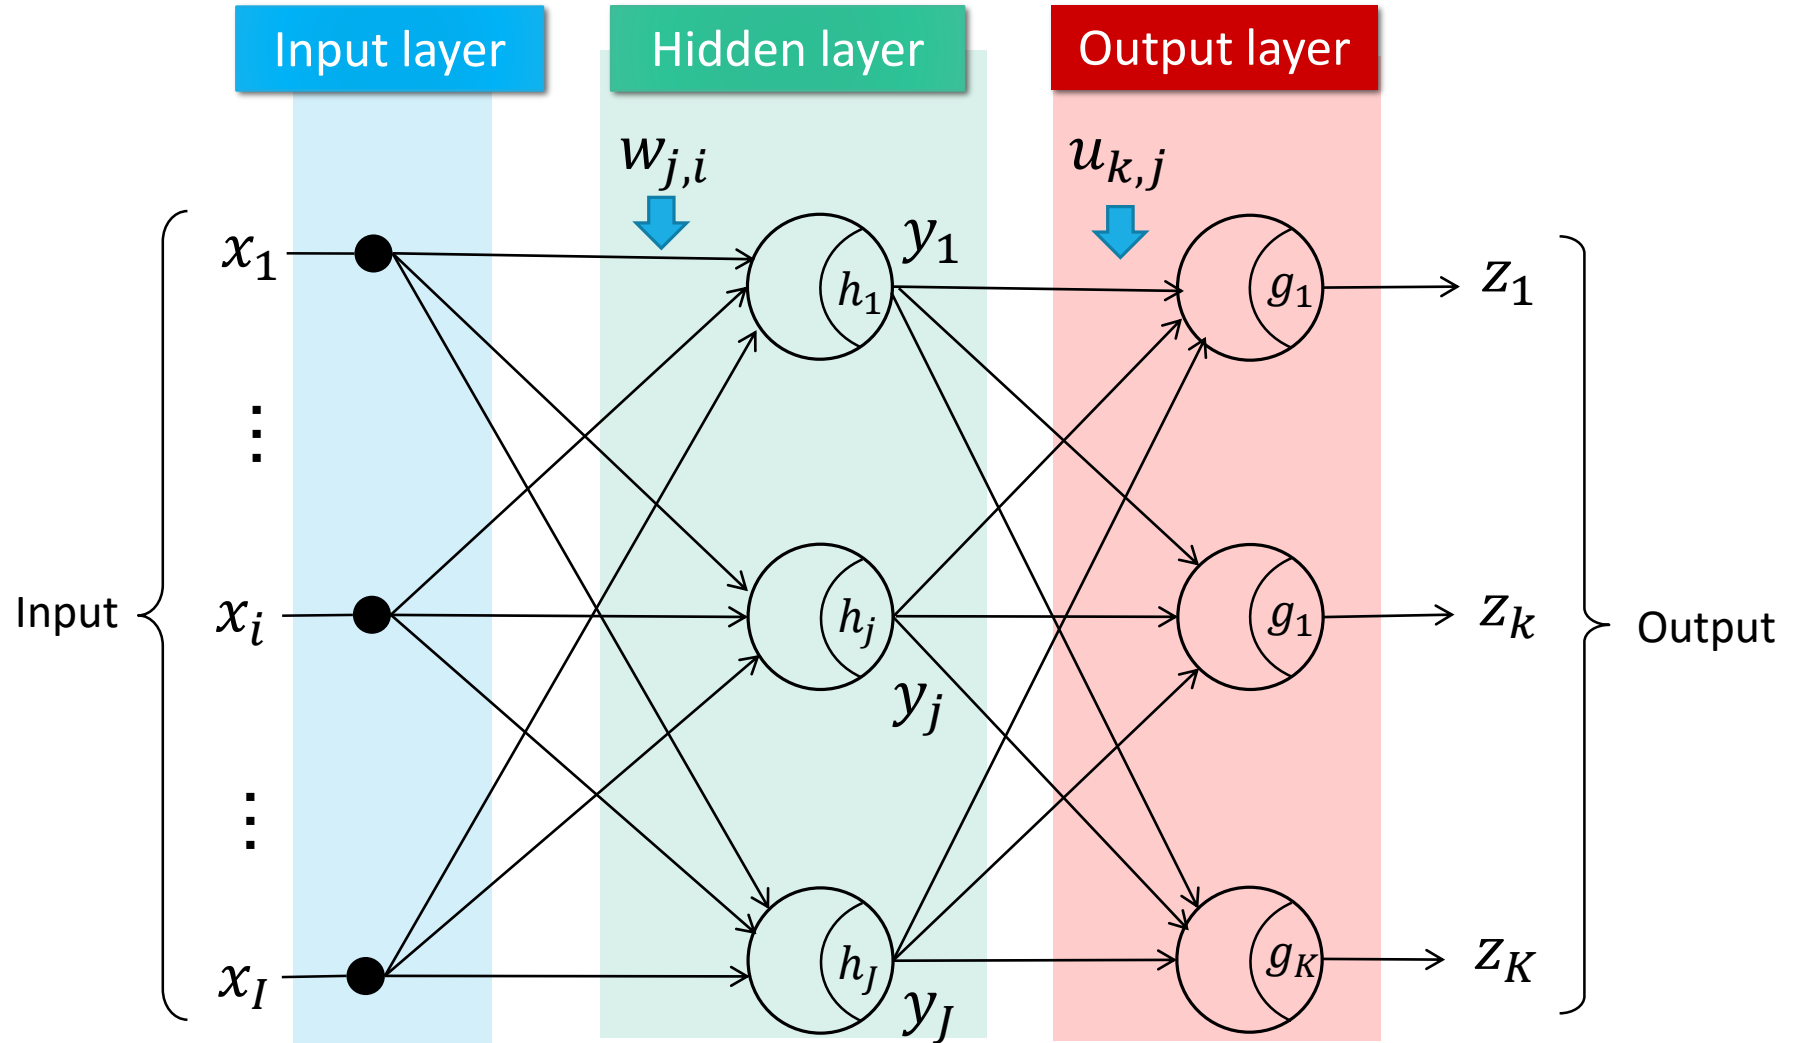 Input layer
Hidden layer
Output layer
w_{j,i}
u_{k,j}
x_1
h_1
y_1
g_1
z_1
⋮
Input
x_i
h_j
y_j
g_1
z_k
Output
⋮
x_I
h_J
y_J
g_K
z_K